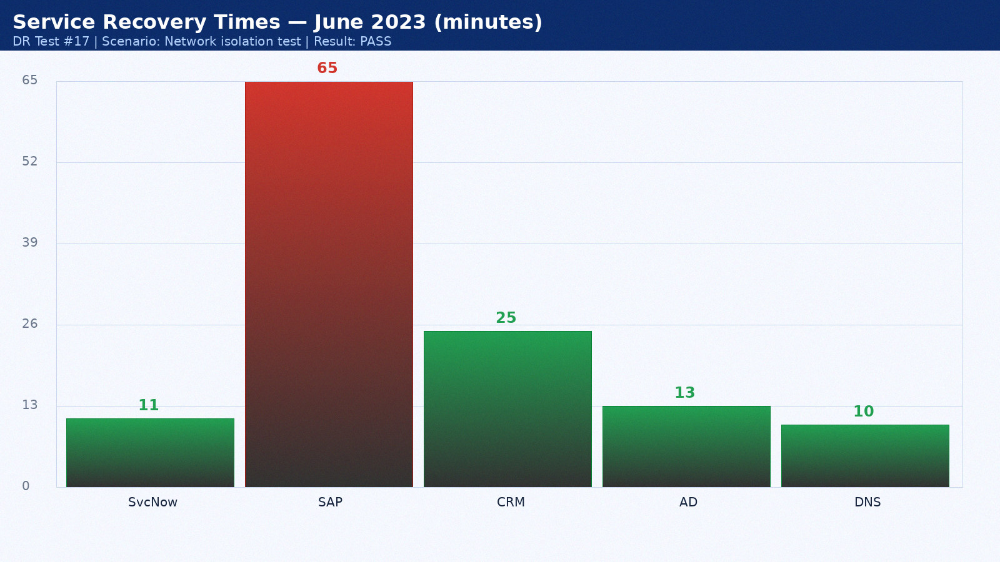 Service Recovery Times — June 2023 (minutes)
DR Test #17 | Scenario: Network isolation test | Result: PASS
65
65
52
39
26
25
13
13
11
10
0
SvcNow
SAP
CRM
AD
DNS